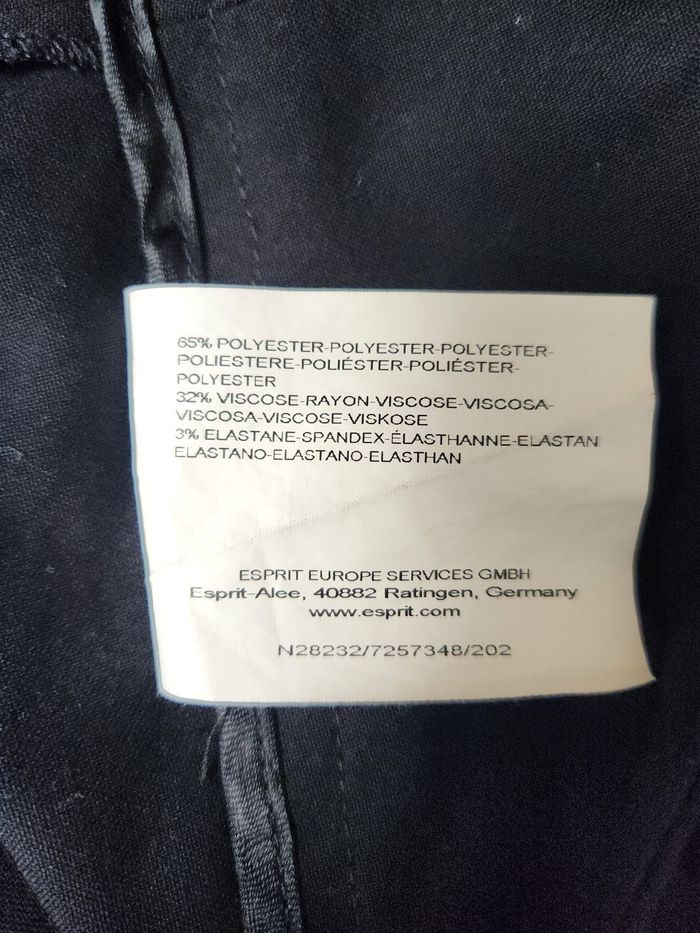 65% POLYESTER-POLYESTER-POLYESTER-
POLIESTERE-POLIÉSTER-POLIÉSTER-
POLYESTER
32% VISCOSE-RAYON-VISCOSE-VISCOSA-
VISCOSA-VISCOSE-VISKOSE
3% ELASTANE-SPANDEX-ÉLASTHANNE-ELASTAN
ELASTANO-ELASTANO-ELASTHAN
ESPRIT EUROPE SERVICES GMBH
Esprit-Alee, 40882 Ratingen, Germany
www.esprit.com
N28232/7257348/202